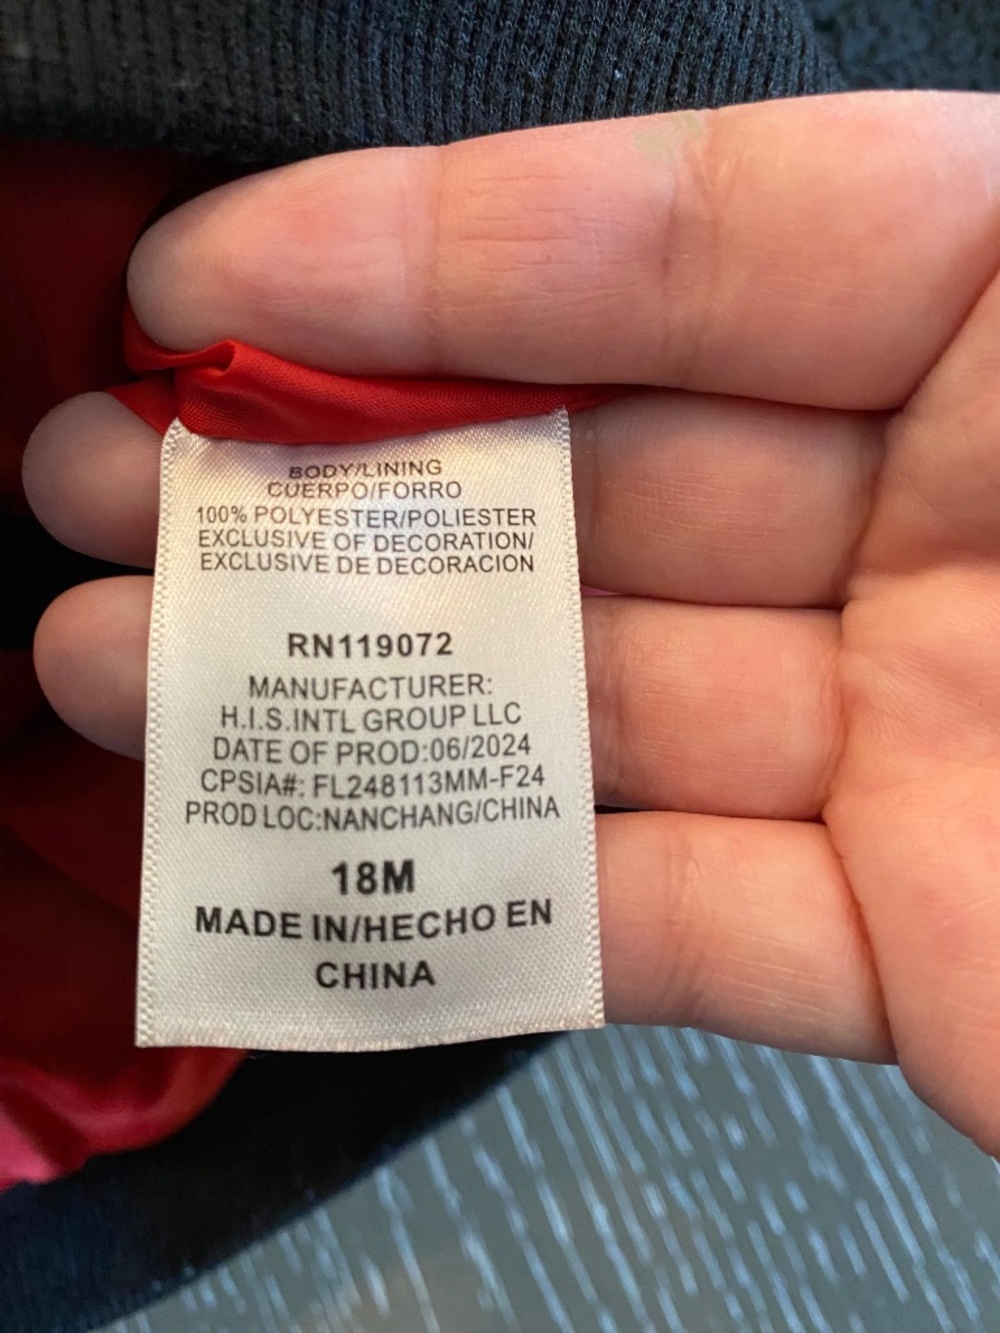 BODY/LINING
CUERPO/FORRO
100% POLYESTER/POLIESTER
EXCLUSIVE OF DECORATION/
EXCLUSIVE DE DECORACION
RN119072
MANUFACTURER:
H.I.S.INTL GROUP LLC
DATE OF PROD:06/2024
CPSIA#: FL248113MM-F24
PROD LOC:NANCHANG/CHINA
18M
MADE IN/HECHO EN
CHINA